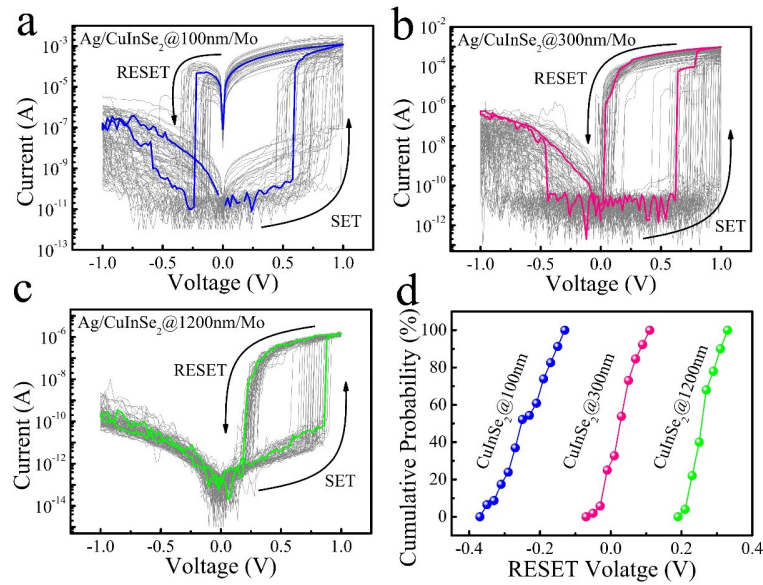 a
Ag/CuInSe₂@100nm/Mo
RESET
SET
10⁻³
10⁻⁵
10⁻⁷
10⁻⁹
10⁻¹¹
10⁻¹³
Current (A)
-1.0 -0.5 0.0 0.5 1.0
Voltage (V)
b
Ag/CuInSe₂@300nm/Mo
RESET
SET
10⁻²
10⁻⁴
10⁻⁶
10⁻⁸
10⁻¹⁰
10⁻¹²
Current (A)
-1.0 -0.5 0.0 0.5 1.0
Voltage (V)
c
Ag/CuInSe₂@1200nm/Mo
RESET
SET
10⁻⁶
10⁻⁸
10⁻¹⁰
10⁻¹²
10⁻¹⁴
Current (A)
-1.0 -0.5 0.0 0.5 1.0
Voltage (V)
d
100
80
60
40
20
0
Cumulative Probability (%)
CuInSe₂@100nm
CuInSe₂@300nm
CuInSe₂@1200nm
-0.4 -0.2 0.0 0.2 0.4
RESET Volatge (V)